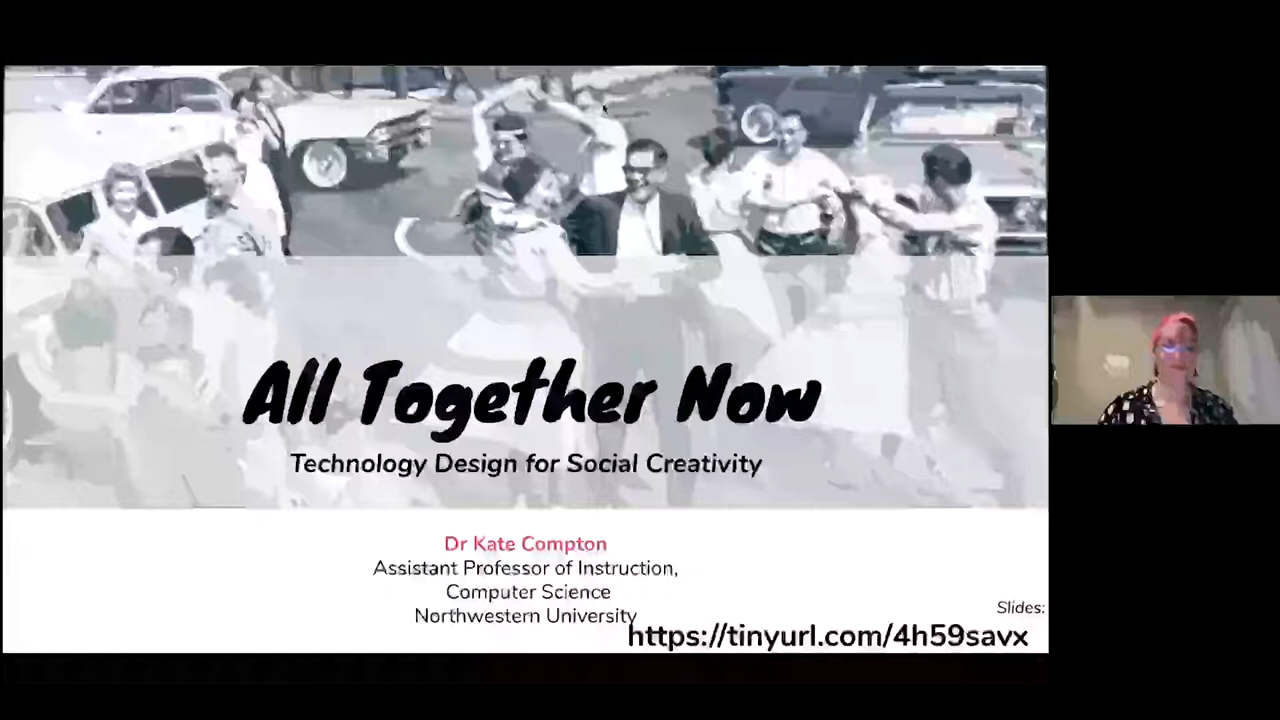 All Together Now
Technology Design for Social Creativity
Dr Kate Compton
Assistant Professor of Instruction,
Computer Science
Northwestern University
Slides:
https://tinyurl.com/4h59savx